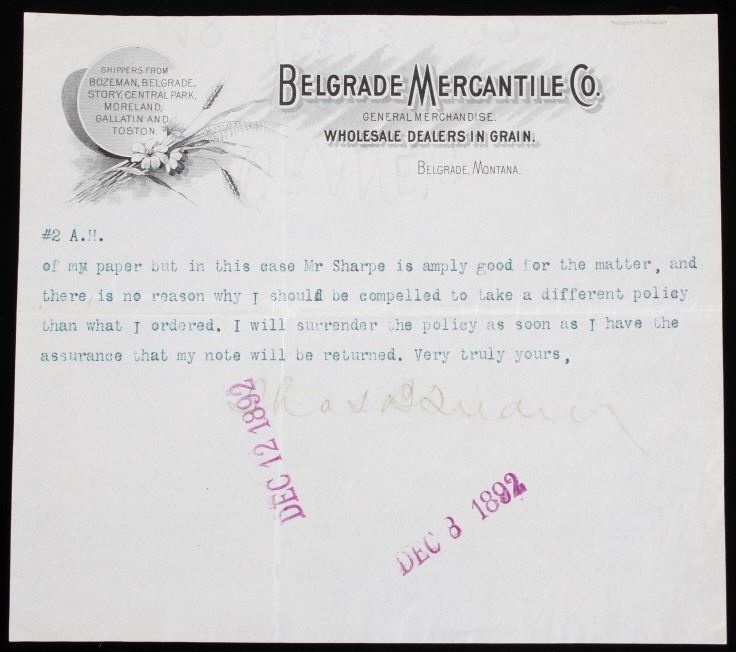 SHIPPERS FROM
BOZEMAN, BELGRADE,
STORY, CENTRAL PARK,
MORELAND,
GALLATIN AND
TOSTON.
BELGRADE MERCANTILE CO.
GENERAL MERCHANDISE.
WHOLESALE DEALERS IN GRAIN.
BELGRADE, MONTANA.
#2 A.H.
of my paper but in this case Mr Sharpe is amply good for the matter, and
there is no reason why I should be compelled to take a different policy
than what I ordered. I will surrender the policy as soon as I have the
assurance that my note will be returned. Very truly yours,
DEC 12 1892
DEC 8 1892